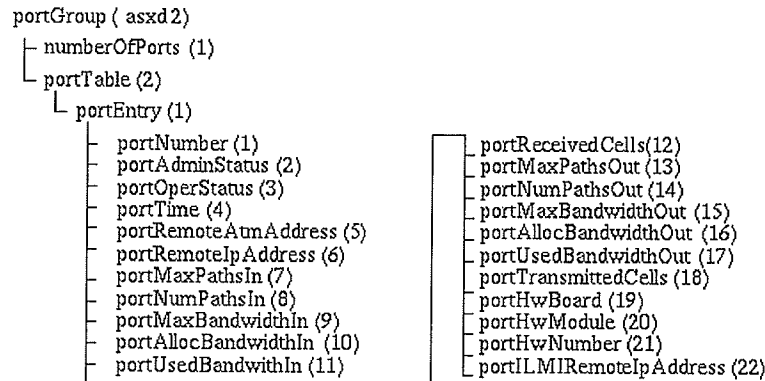 portGroup ( asxd 2)
numberOfPorts (1)
portTable (2)
portEntry (1)
portNumber (1)
portAdminStatus (2)
portOperStatus (3)
portTime (4)
portRemoteAtmAddress (5)
portRemoteIpAddress (6)
portMaxPathsIn (7)
portNumPathsIn (8)
portMaxBandwidthIn (9)
portAllocBandwidthIn (10)
portUsedBandwithIn (11)
portReceivedCells(12)
portMaxPathsOut (13)
portNumPathsOut (14)
portMaxBandwidthOut (15)
portAllocBandwidthOut (16)
portUsedBandwidthOut (17)
portTransmittedCells (18)
portHwBoard (19)
portHwModule (20)
portHwNumber (21)
portILMIRemoteIpAddress (22)